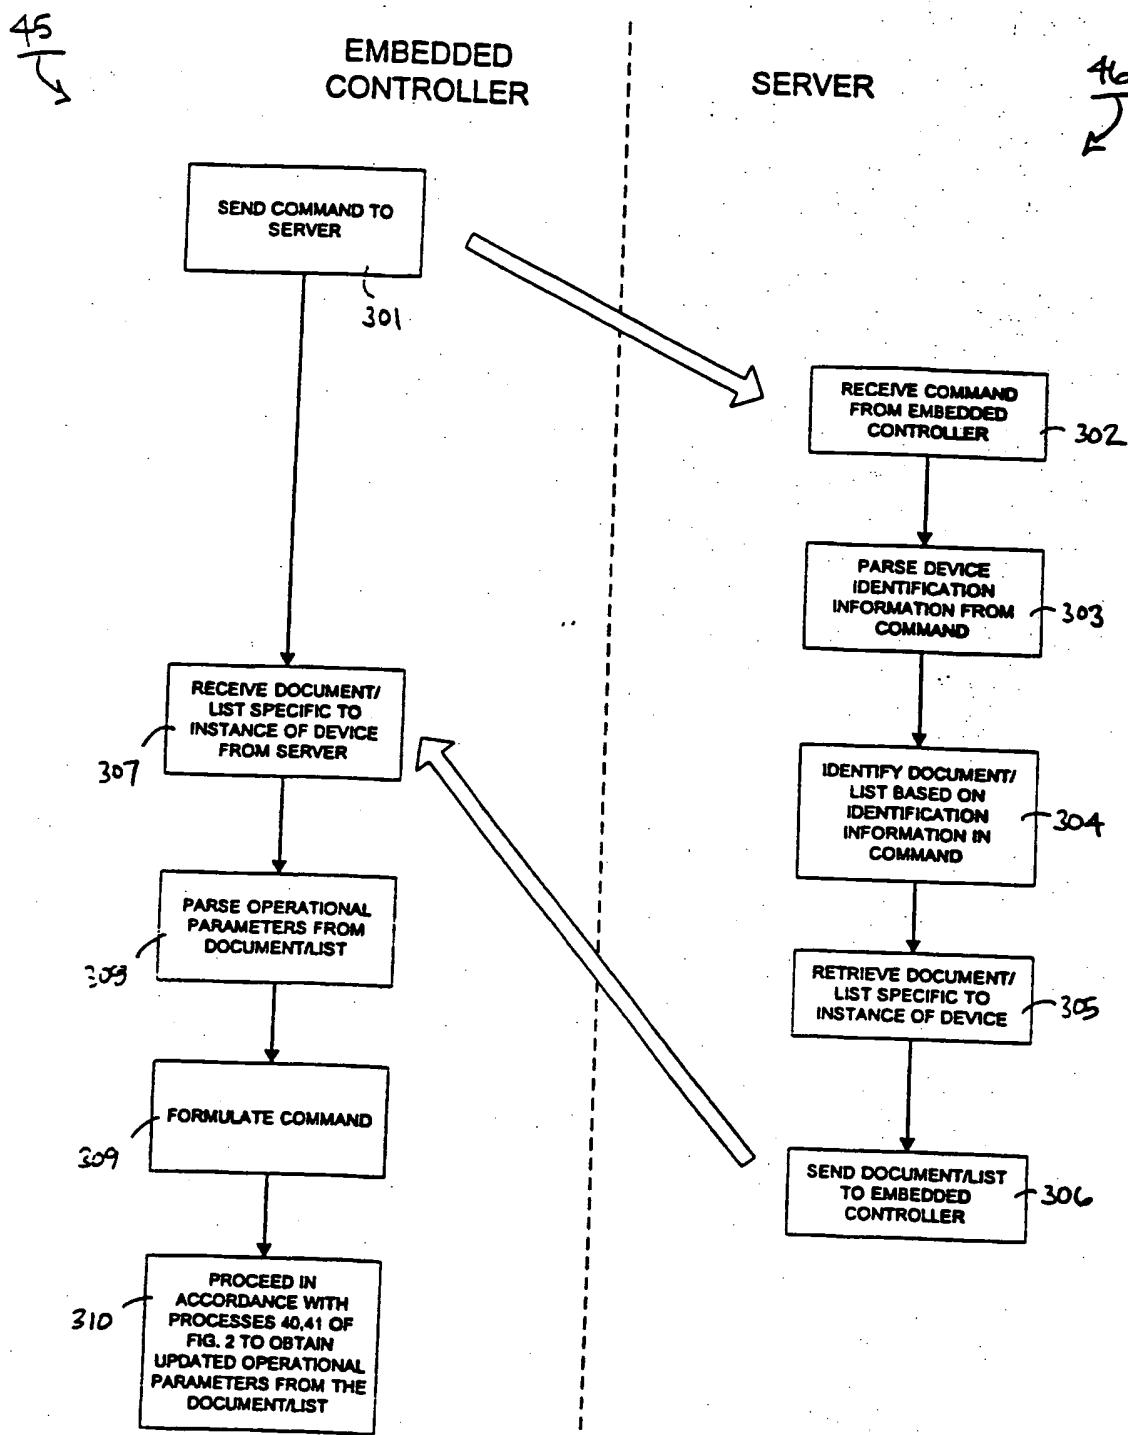 45
EMBEDDED
CONTROLLER
SERVER
46
SEND COMMAND TO
SERVER
301
RECEIVE COMMAND
FROM EMBEDDED
CONTROLLER
302
PARSE DEVICE
IDENTIFICATION
INFORMATION FROM
COMMAND
303
RECEIVE DOCUMENT/
LIST SPECIFIC TO
INSTANCE OF DEVICE
FROM SERVER
307
IDENTIFY DOCUMENT/
LIST BASED ON
IDENTIFICATION
INFORMATION IN
COMMAND
304
PARSE OPERATIONAL
PARAMETERS FROM
DOCUMENT/LIST
308
RETRIEVE DOCUMENT/
LIST SPECIFIC TO
INSTANCE OF DEVICE
305
FORMULATE COMMAND
309
SEND DOCUMENT/LIST
TO EMBEDDED
CONTROLLER
306
PROCEED IN
ACCORDANCE WITH
PROCESSES 40,41 OF
FIG. 2 TO OBTAIN
UPDATED OPERATIONAL
PARAMETERS FROM THE
DOCUMENT/LIST
310